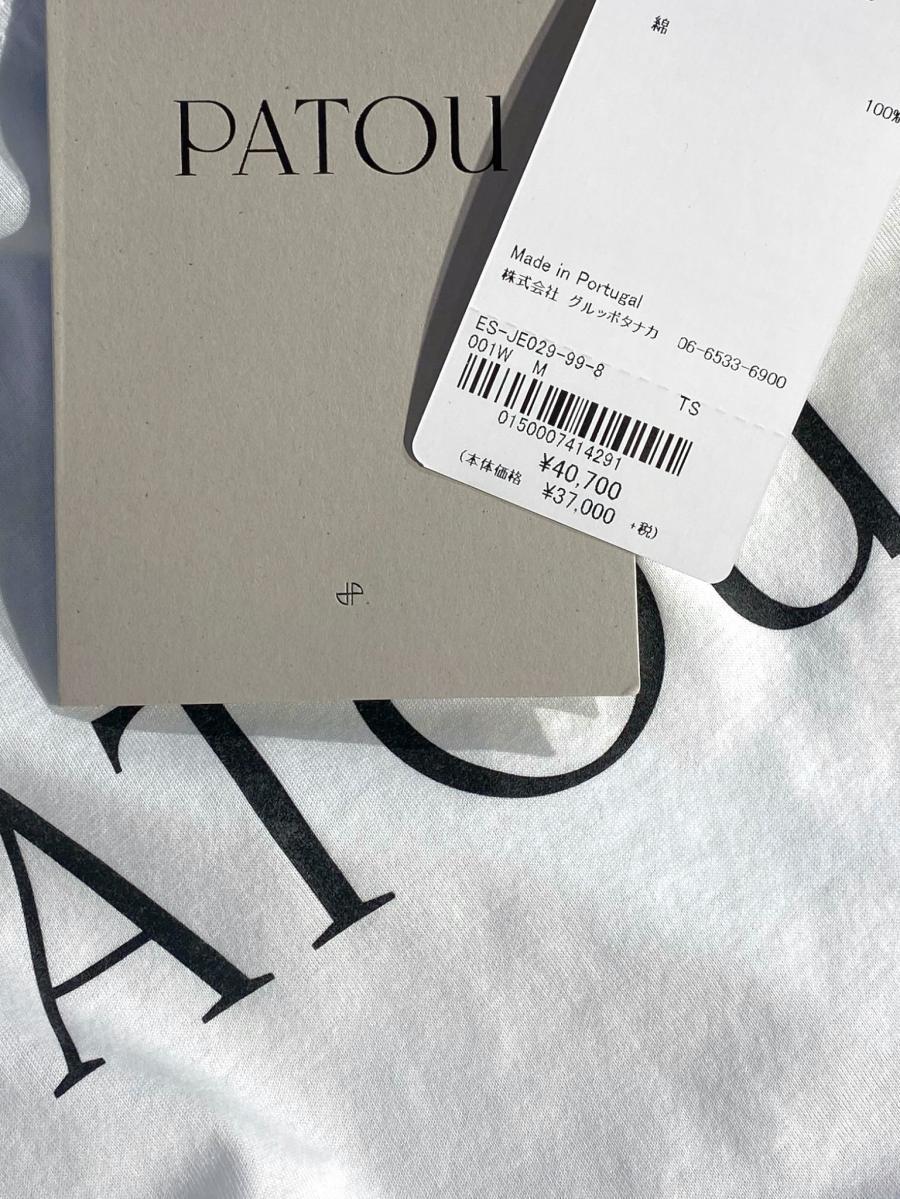 PATOU
綿
100%
Made in Portugal
株式会社 グルッポタナカ 06-6533-6900
ES-JE029-99-8
001W M TS
0150007414291
¥40,700
(本体価格 ¥37,000 +税)
ATOU